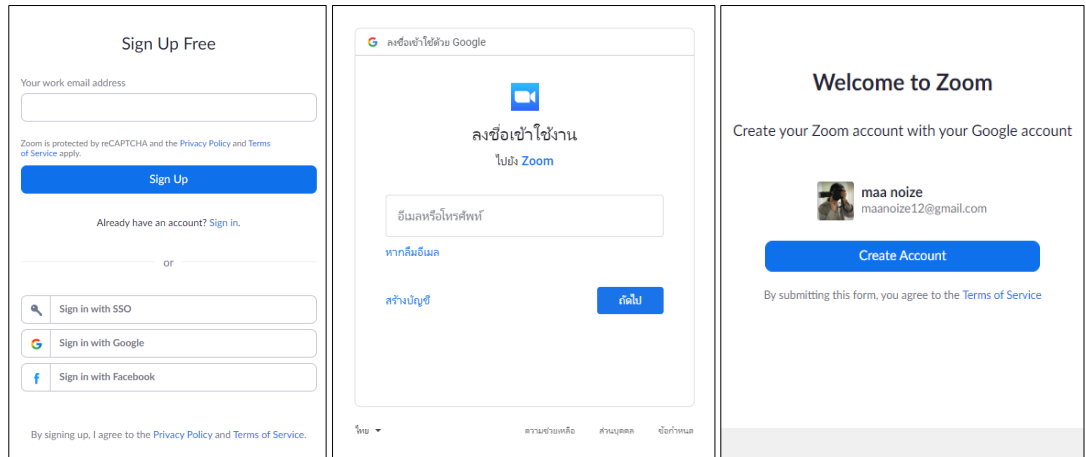 Sign Up Free
Your work email address
Zoom is protected by reCAPTCHA and the Privacy Policy and Terms
of Service apply.
Sign Up
Already have an account? Sign in.
or
Sign in with SSO
Sign in with Google
Sign in with Facebook
By signing up, I agree to the Privacy Policy and Terms of Service.
ลงชื่อเข้าใช้ด้วย Google
ลงชื่อเข้าใช้งาน
ไปยัง Zoom
อีเมลหรือโทรศัพท์
หากลืมอีเมล
สร้างบัญชี
ถัดไป
ไทย
ความช่วยเหลือ
ส่วนบุคคล
ข้อกำหนด
Welcome to Zoom
Create your Zoom account with your Google account
maa noize
maanoize12@gmail.com
Create Account
By submitting this form, you agree to the Terms of Service